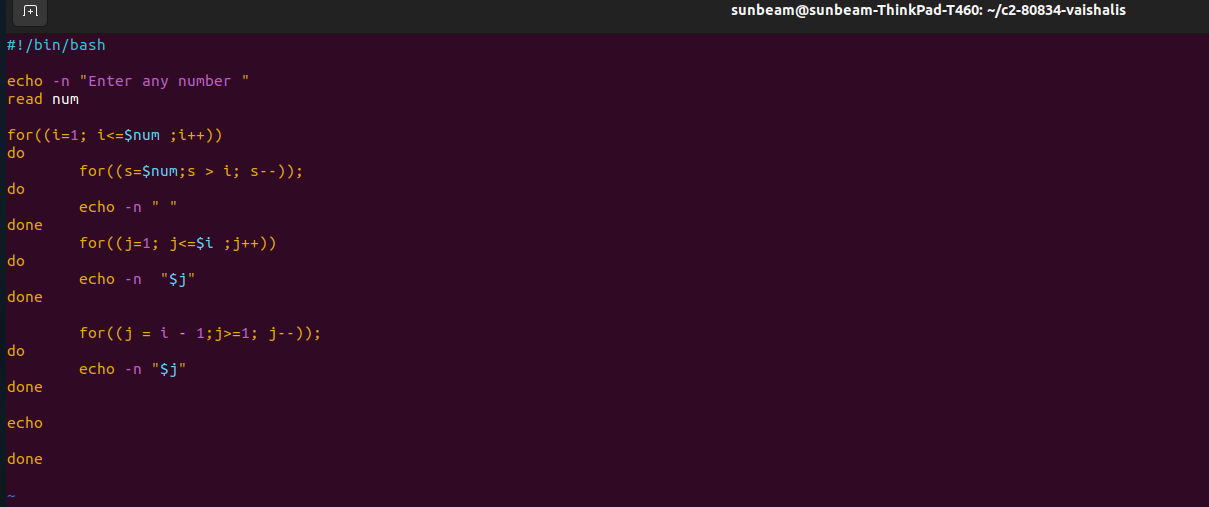 sunbeam@sunbeam-ThinkPad-T460: ~/c2-80834-vaishalis
#!/bin/bash

echo -n "Enter any number "
read num

for((i=1; i<=$num ;i++))
do
        for((s=$num;s > i; s--));
do
        echo -n " "
done
        for((j=1; j<=$i ;j++))
do
        echo -n  "$j"
done

        for((j = i - 1;j>=1; j--));
do
        echo -n "$j"
done

echo

done

~